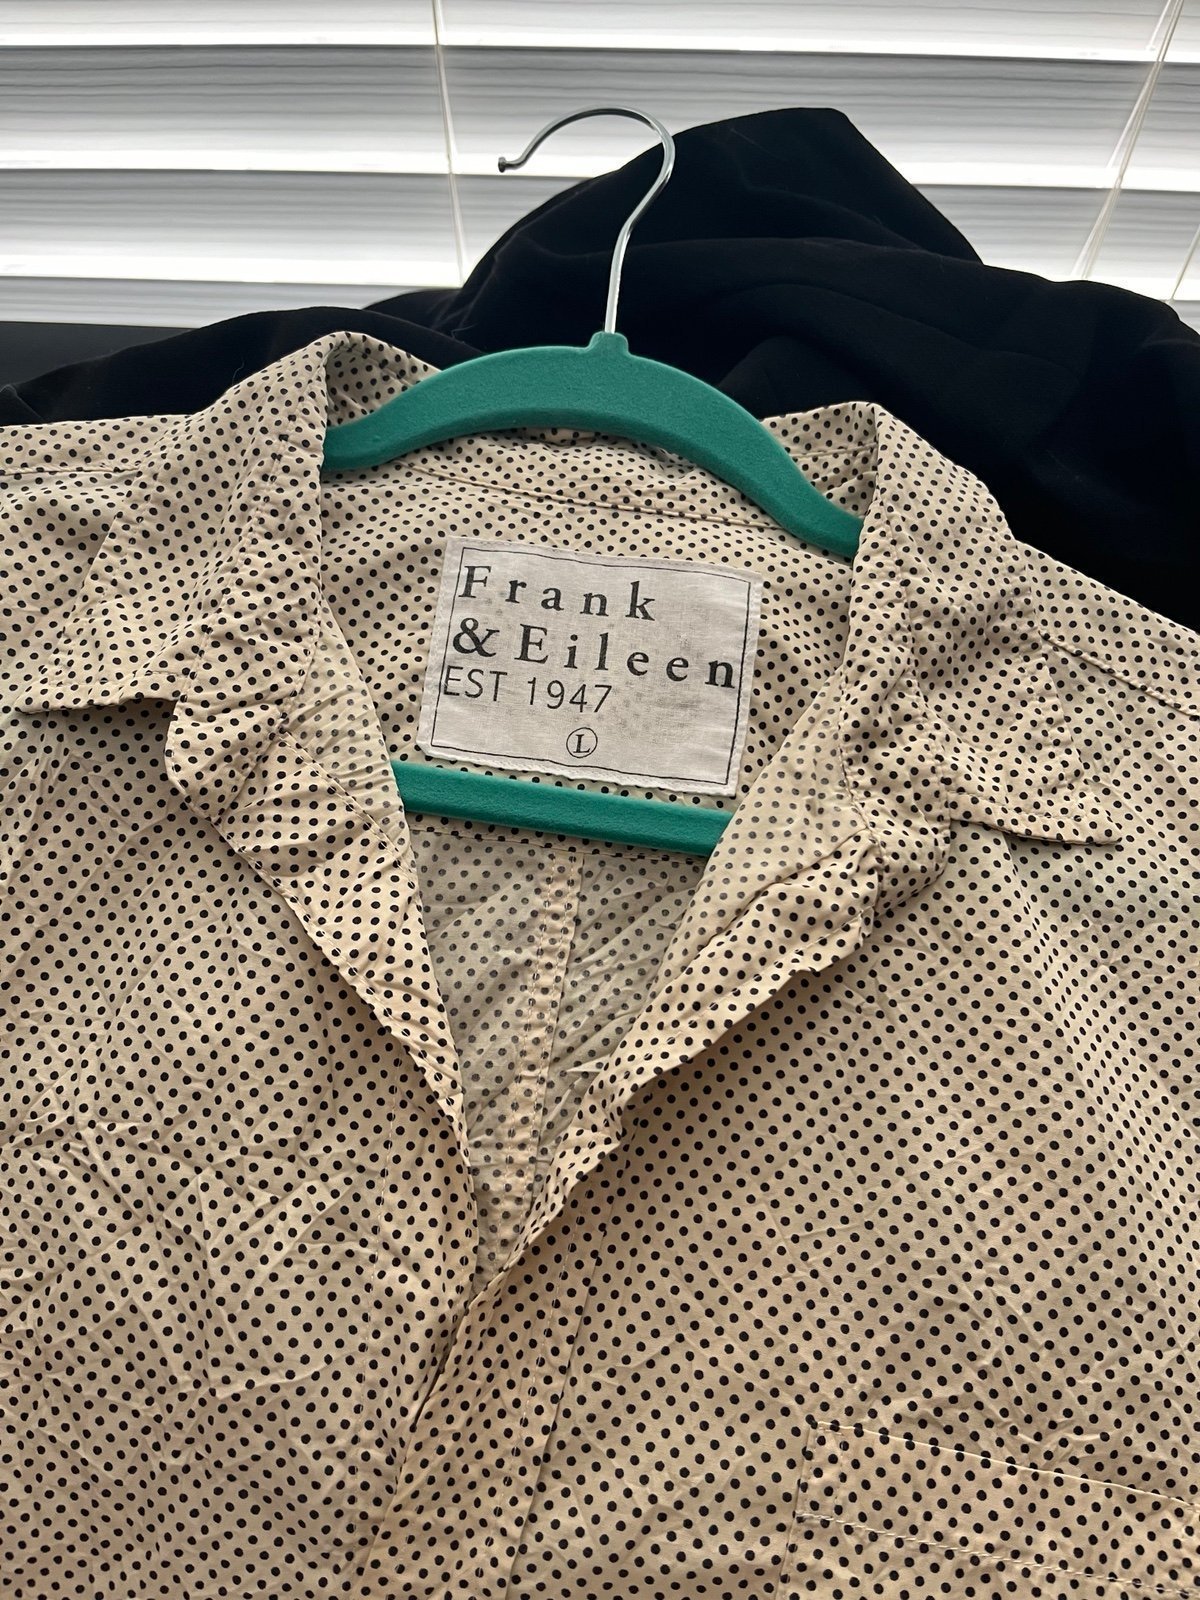 Frank
&Eileen
EST 1947
L